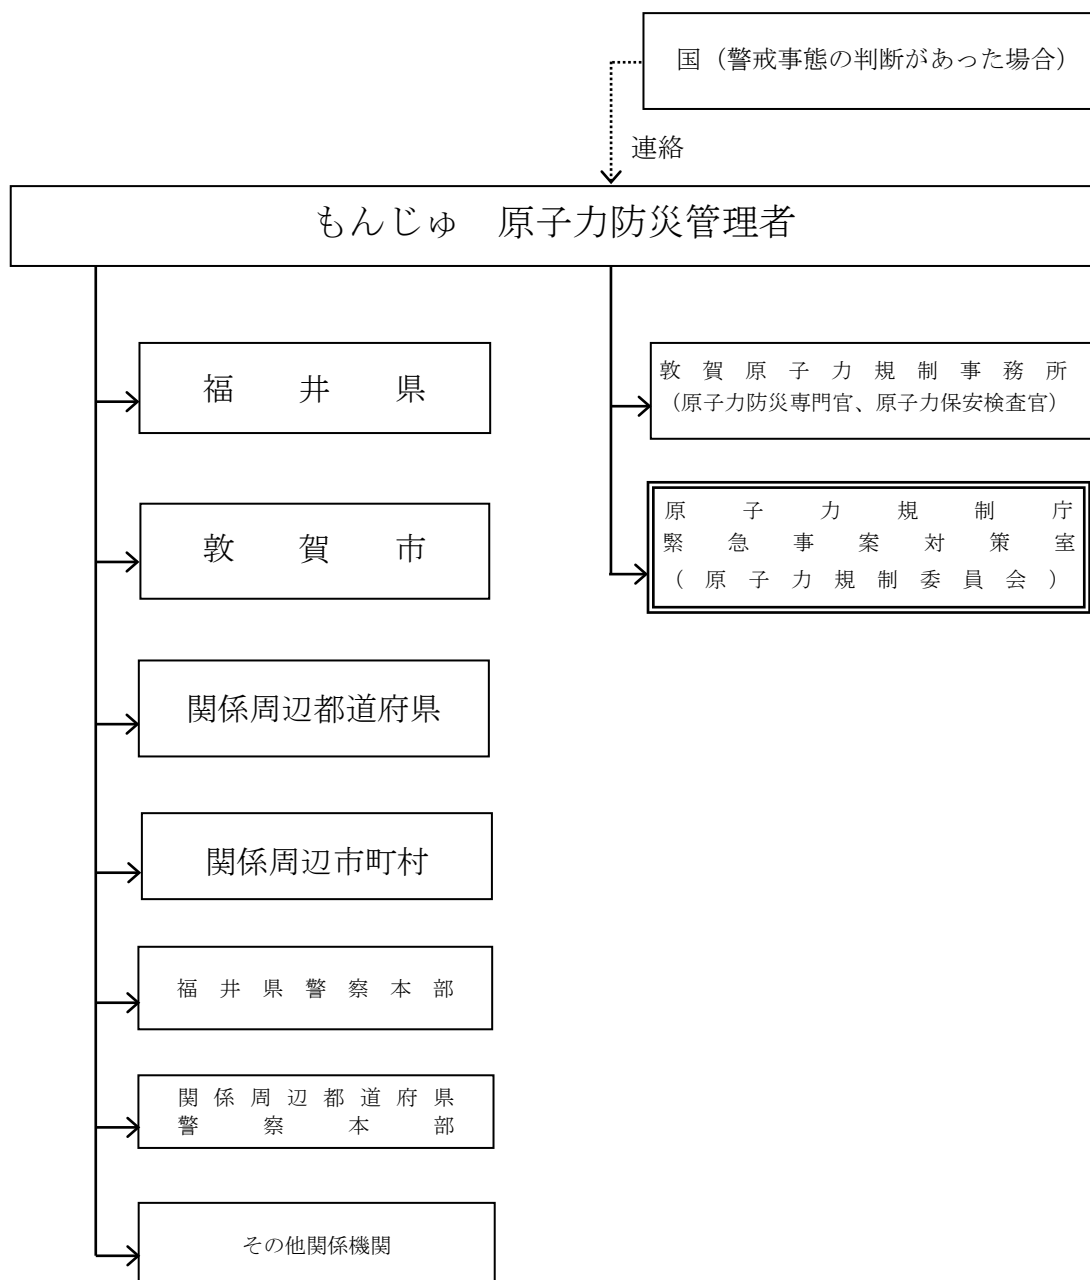 国（警戒事態の判断があった場合）
連絡
もんじゅ　原子力防災管理者
福井県
敦賀市
関係周辺都道府県
関係周辺市町村
福井県警察本部
関係周辺都道府県
警察本部
その他関係機関
敦賀原子力規制事務所
（原子力防災専門官、原子力保安検査官）
原子力規制庁
緊急事案対策室
（原子力規制委員会）